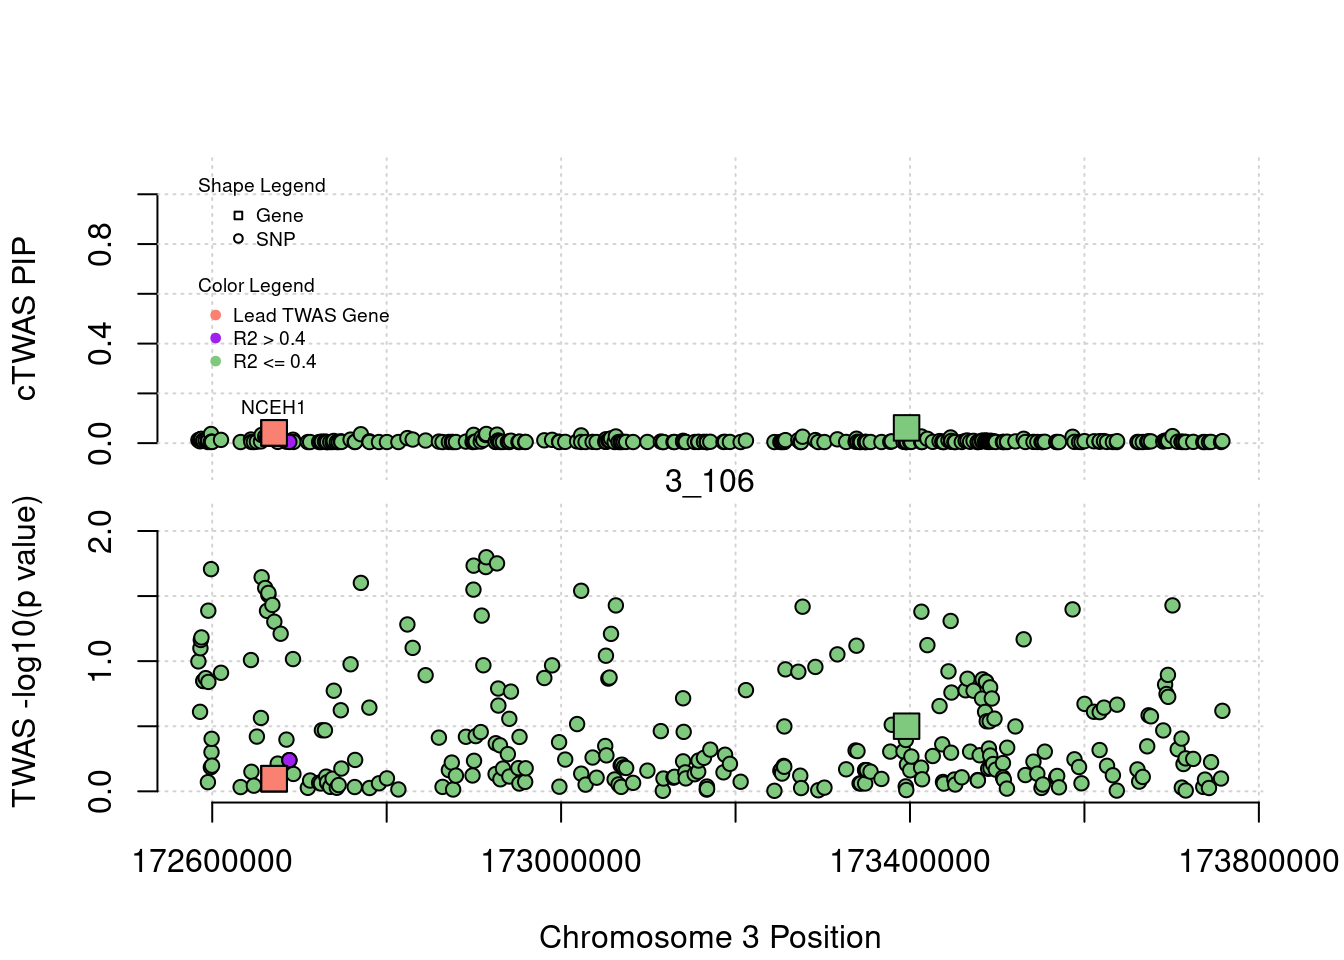 Shape Legend
Gene
SNP
Color Legend
Lead TWAS Gene
R2 > 0.4
R2 <= 0.4
NCEH1
cTWAS PIP
0.8
0.4
0.0
3_106
TWAS -log10(p value)
2.0
1.0
0.0
172600000 173000000 173400000 173800000
Chromosome 3 Position